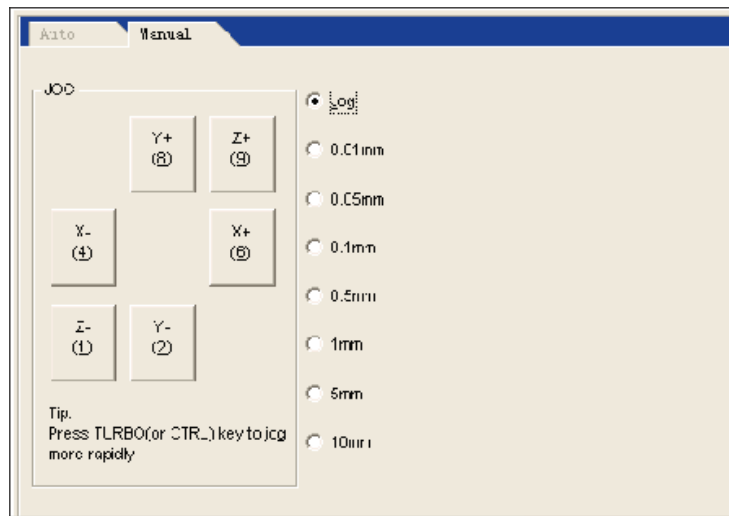 Auto
Manual
JOG
Y+
(8)
Z+
(9)
X-
(4)
X+
(6)
Z-
(1)
Y-
(2)
Tip.
Press TURBO(or CTRL) key to jog
more rapidly
Jog
0.01mm
0.05mm
0.1mm
0.5mm
1mm
5mm
10mm